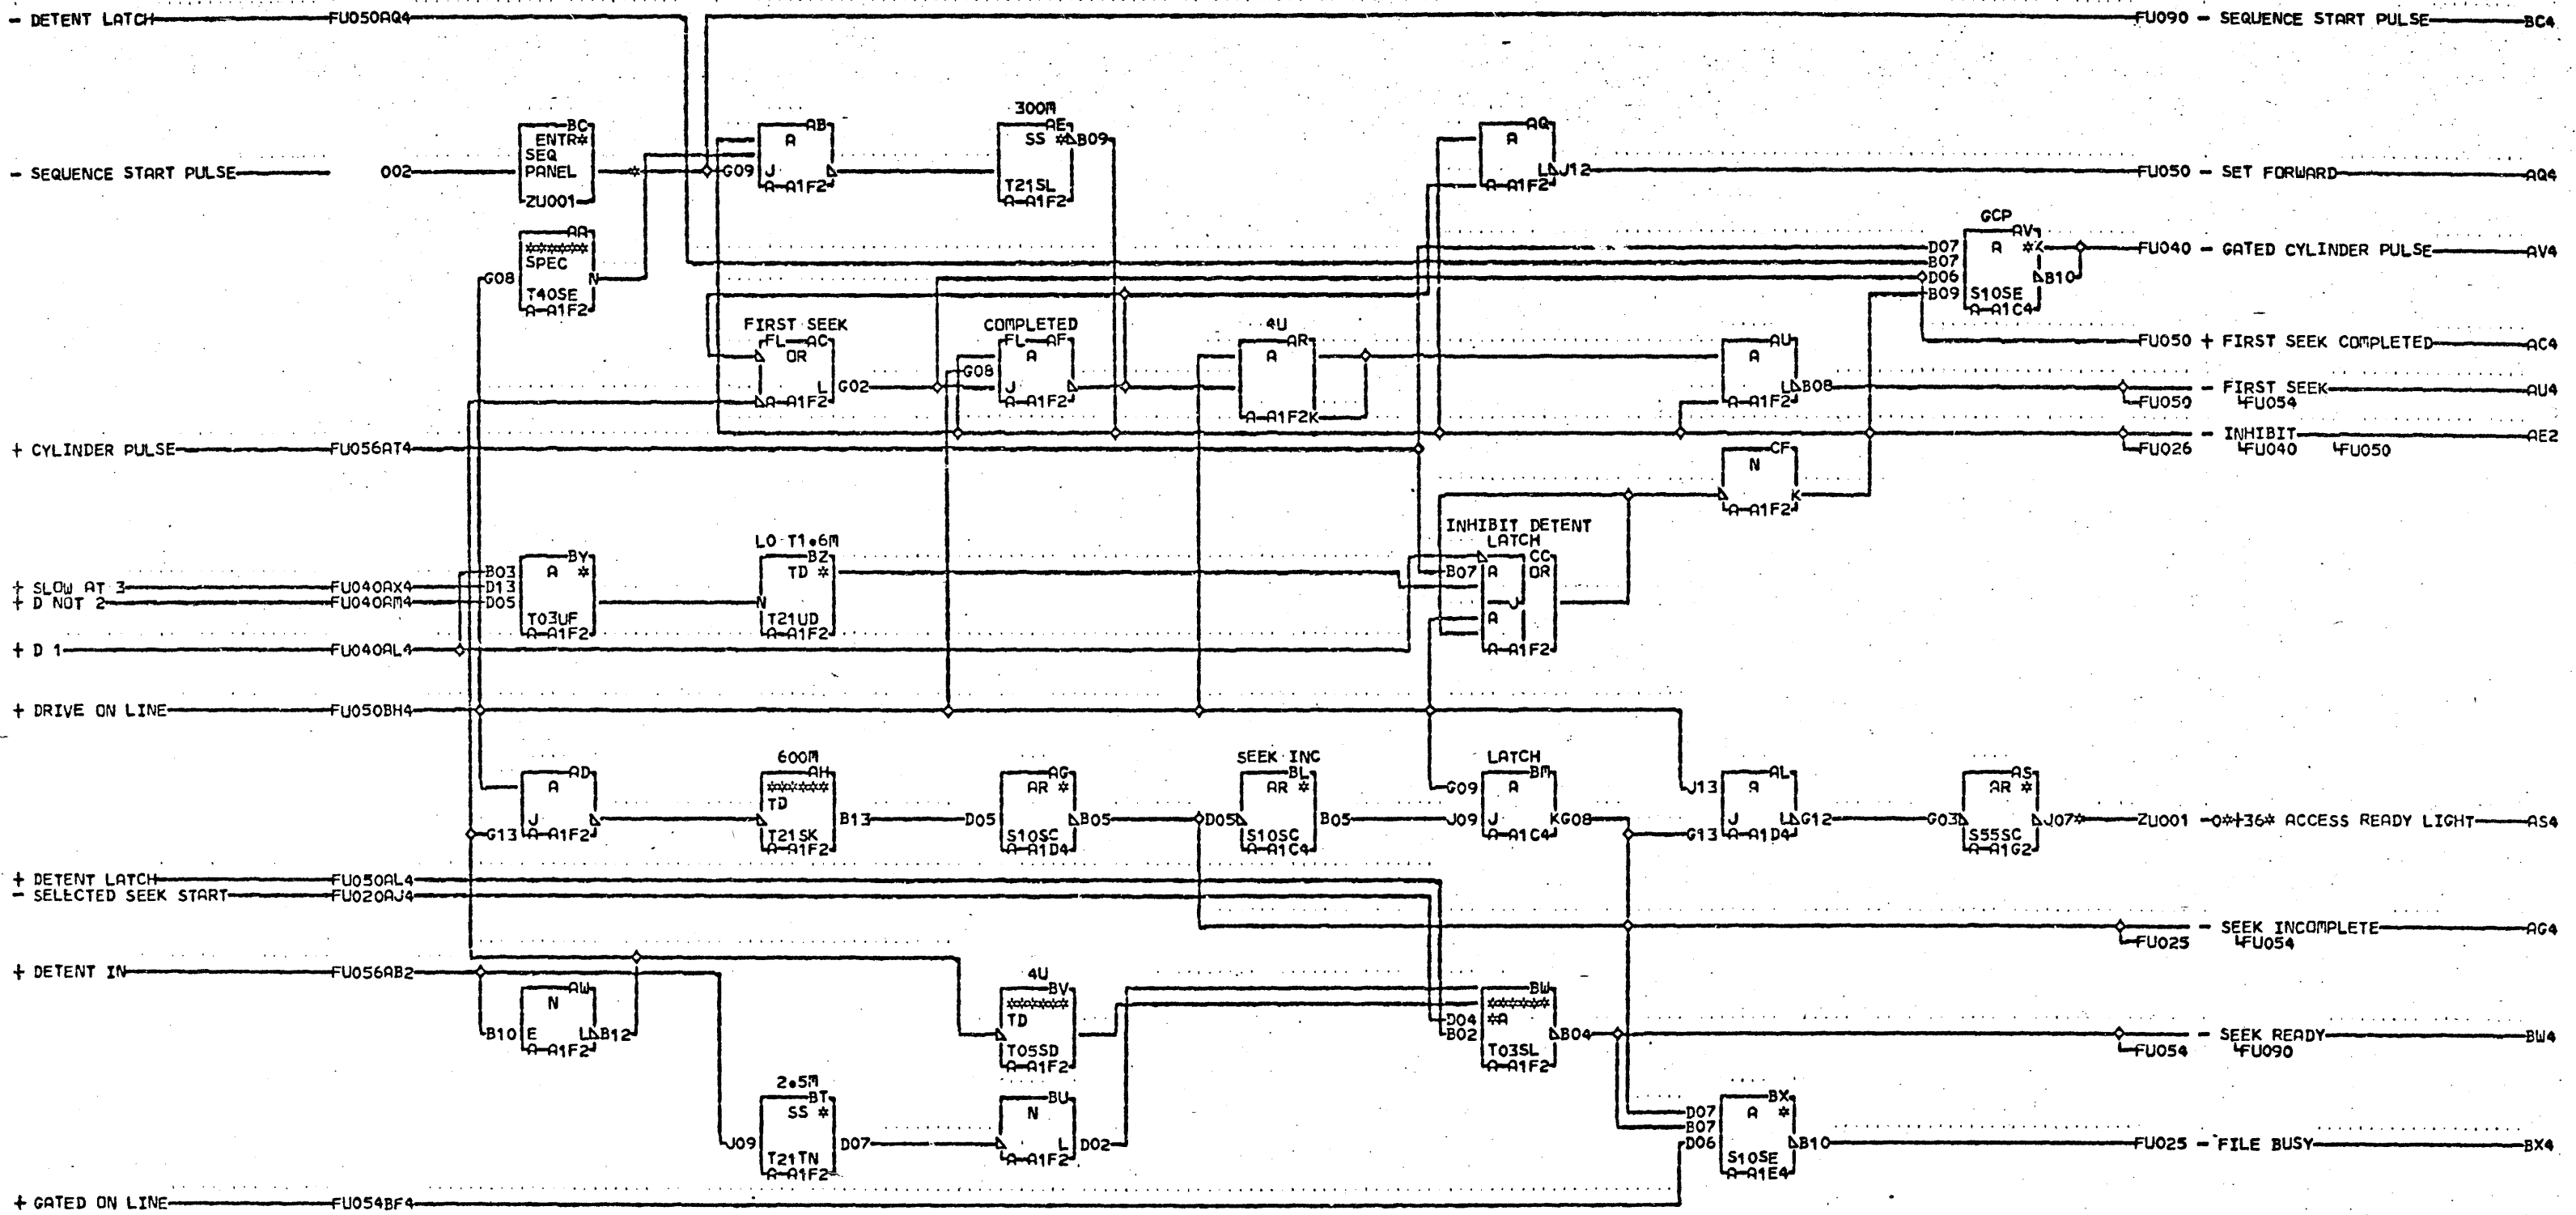 - DETENT LATCH FU050AQ4 FU090 - SEQUENCE START PULSE BC4
300M
BC AB AE AQ
ENTR* A SS * B09 A
SEQ
- SEQUENCE START PULSE 002 PANEL * G09 J L J12 FU050 - SET FORWARD AQ4
T21SL A-A1F2
ZU001 A-A1F2 A-A1F2
GCP
AA AV
****** D07 A *K FU040 - GATED CYLINDER PULSE AV4
SPEC B07
G08 N D06 B10
T40SE B09 S10SE
A-A1F2 A-A1C4
FIRST SEEK COMPLETED 4U
FL AC FL AF AR AU FU050 + FIRST SEEK COMPLETED AC4
OR A A A
G08
L G02 J L B08 - FIRST SEEK AU4
A-A1F2 A-A1F2 A-A1F2 FU050 FU054
A-A1F2K
- INHIBIT AE2
+ CYLINDER PULSE FU056AT4 CF FU026 FU040 FU050
N
K
A-A1F2
INHIBIT DETENT
LO T1.6M LATCH
BY BZ CC
B03 A * TD * B07 A OR
+ SLOW AT 3 FU040AX4 D13
+ D NOT 2 FU040AM4 D05 N J
T03UF T21UD A
A-A1F2 A-A1F2
+ D 1 FU040AL4 A-A1F2
+ DRIVE ON LINE FU050BH4
600M SEEK INC LATCH
AD AH AG BL BM AL AS
A ****** AR * AR * G09 A J13 A AR *
TD
J B13 D05 B05 D05 B05 J09 J KG08 G13 J L G12 G03 J07* ZU001 -0*+36* ACCESS READY LIGHT AS4
G13 A-A1F2 T21SK S10SC S10SC A-A1C4 A-A1D4 S55SC
A-A1F2 A-A1D4 A-A1C4 A-A1G2
+ DETENT LATCH FU050AL4
- SELECTED SEEK START FU020AJ4
- SEEK INCOMPLETE AG4
FU025 FU054
+ DETENT IN FU056AB2 4U
AW BV BW
N ****** ******
TD D04 *A
B10 E L B12 B02 B04 - SEEK READY BW4
A-A1F2 T05SD T03SL FU054 FU090
A-A1F2 A-A1F2
2.5M
BT BU BX
SS * N D07 A *
B07
J09 D07 L D02 D06 B10 FU025 - FILE BUSY BX4
T21TN A-A1F2 S10SE
A-A1F2 A-A1E4
+ GATED ON LINE FU054BF4